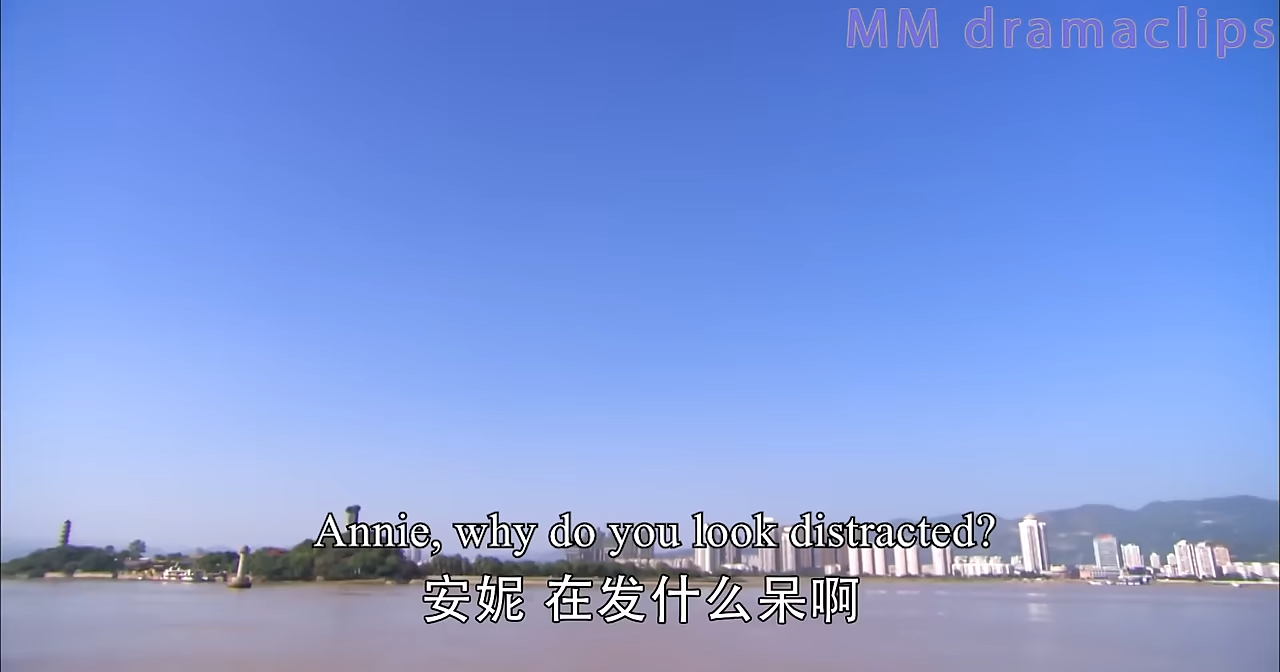 MM dramaclips
Annie, why do you look distracted?
安妮 在发什么呆啊